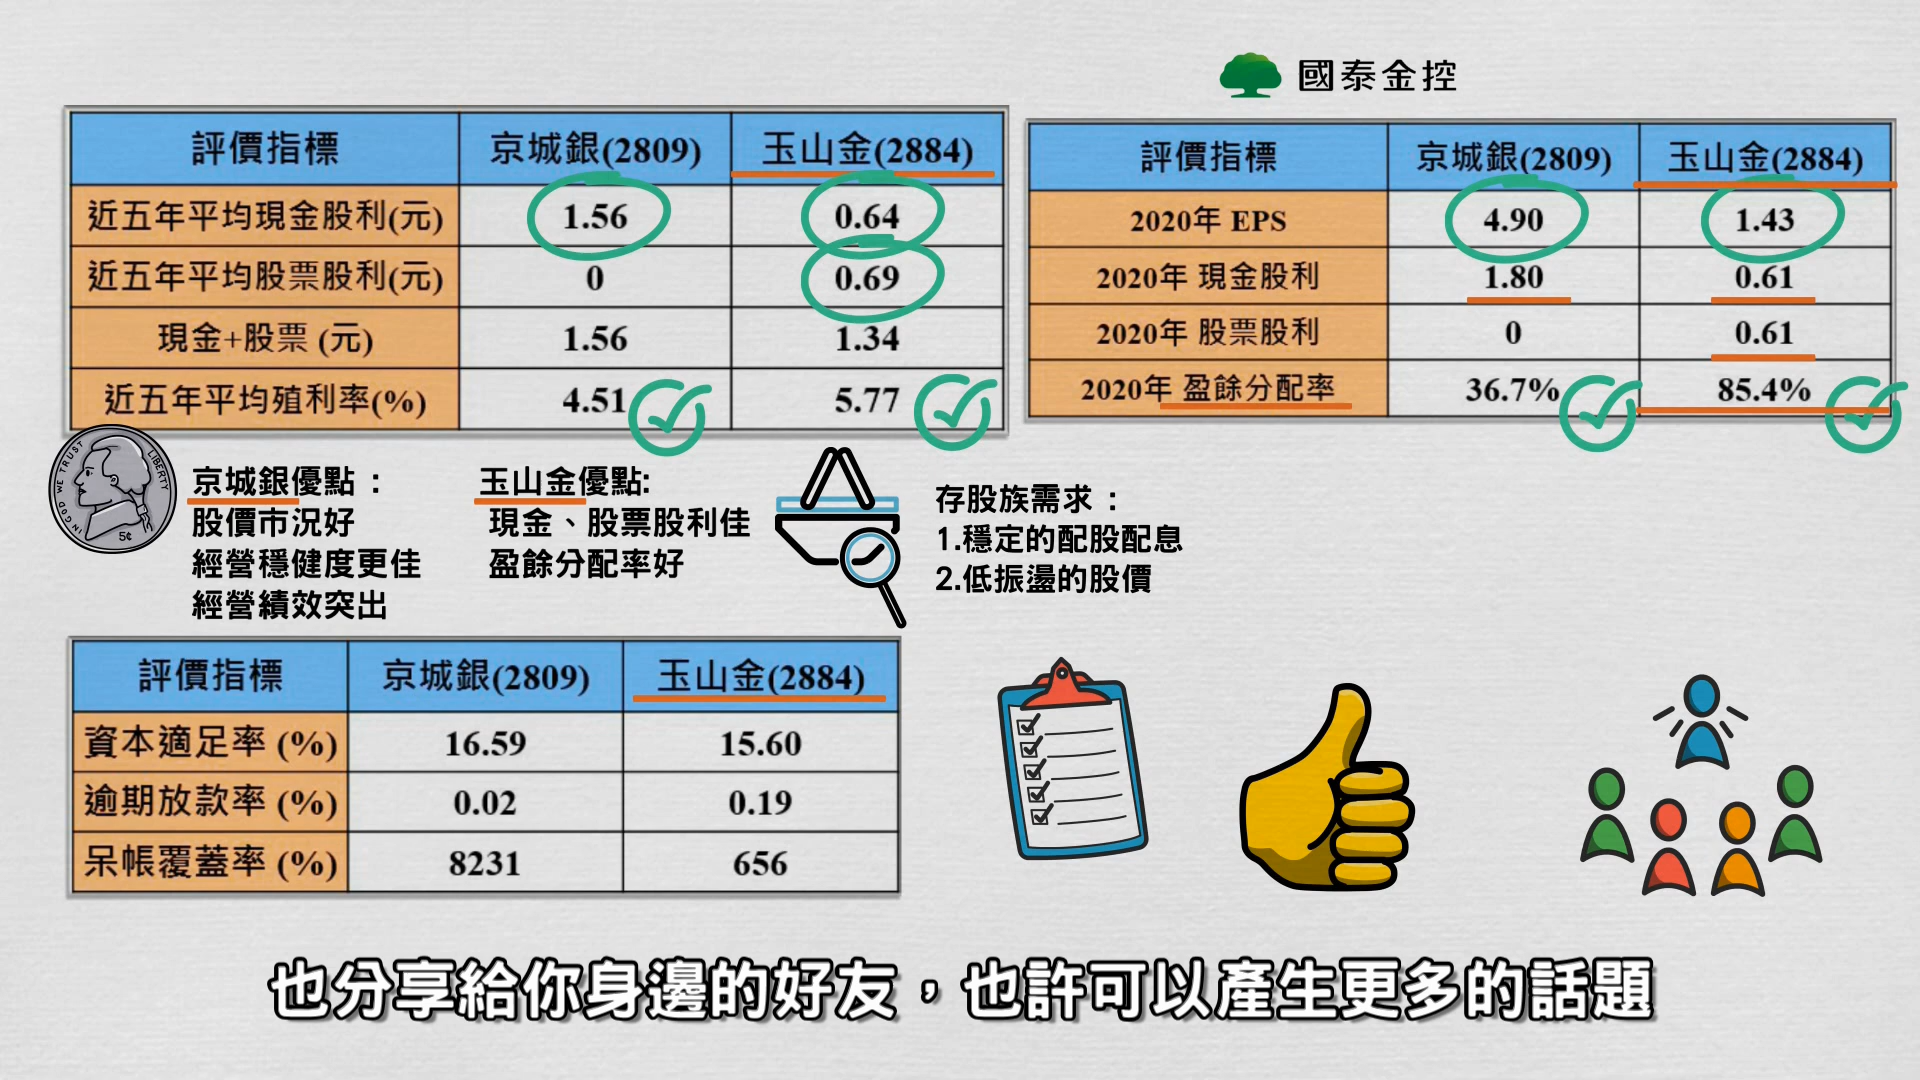 國泰金控
評價指標 京城銀(2809) 玉山金(2884)
近五年平均現金股利(元) 1.56 0.64
近五年平均股票股利(元) 0 0.69
現金+股票 (元) 1.56 1.34
近五年平均殖利率(%) 4.51 5.77
評價指標 京城銀(2809) 玉山金(2884)
2020年 EPS 4.90 1.43
2020年 現金股利 1.80 0.61
2020年 股票股利 0 0.61
2020年 盈餘分配率 36.7% 85.4%
WE TRUST
LIBERTY
IN GOD
5¢
京城銀優點：
股價市況好
經營穩健度更佳
經營績效突出
玉山金優點:
現金、股票股利佳
盈餘分配率好
存股族需求：
1.穩定的配股配息
2.低振盪的股價
評價指標 京城銀(2809) 玉山金(2884)
資本適足率 (%) 16.59 15.60
逾期放款率 (%) 0.02 0.19
呆帳覆蓋率 (%) 8231 656
也分享給你身邊的好友，也許可以產生更多的話題